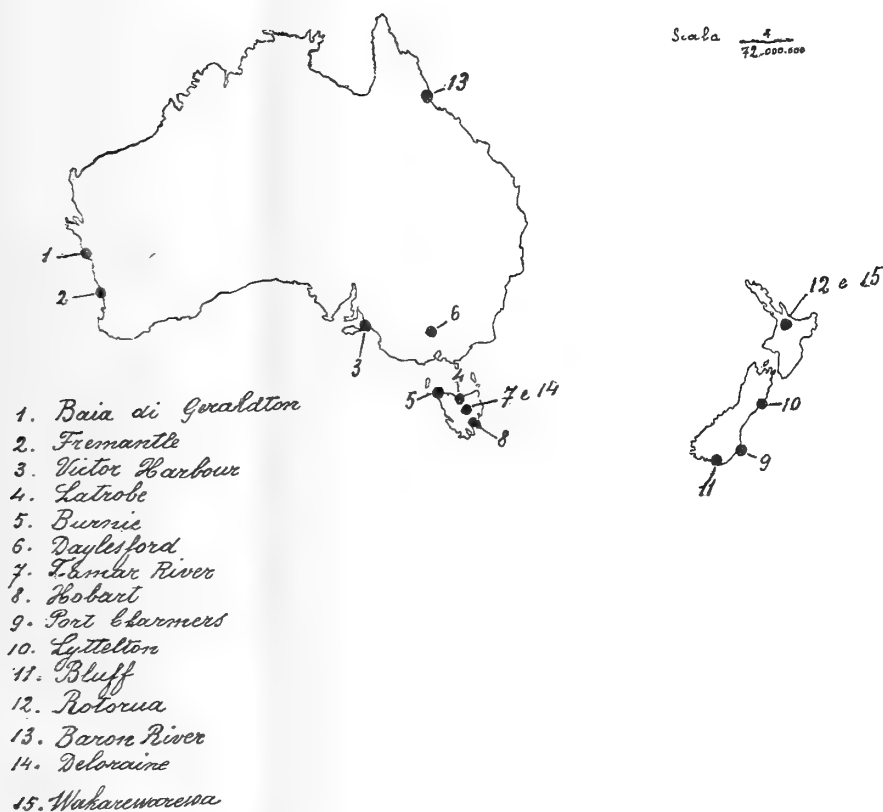 Scala 1/72.000.000
13
1
2
12 e 15
6
3
4
5
7 e 14
8
10
9
11
1. Baia di Geraldton
2. Fremantle
3. Victor Harbour
4. Latrobe
5. Burnie
6. Daylesford
7. Tamar River
8. Hobart
9. Port Charmers
10. Lyttelton
11. Bluff
12. Rotorua
13. Baron River
14. Deloraine
15. Wakarewarewa